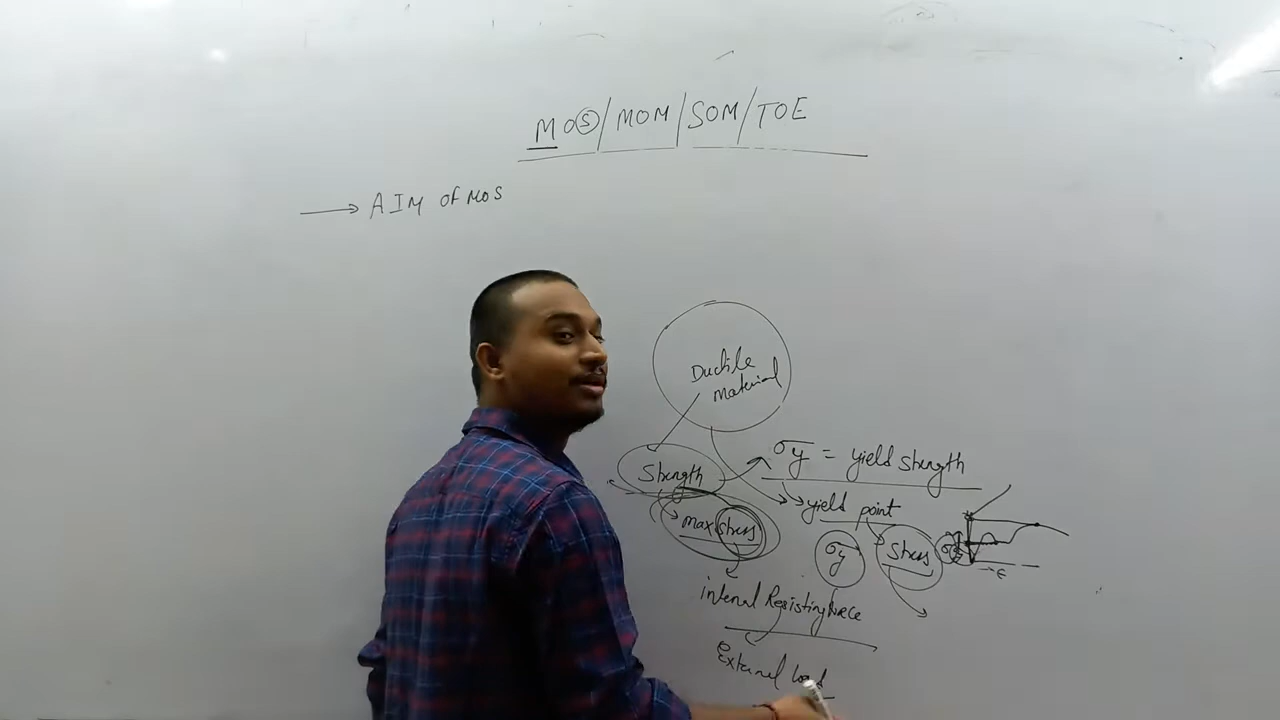 MOS/MOM/SOM/TOE
→ AIM OF MOS
Ductile
material
σy = yield strength
Strength
yield point
max stress
σy
stress
ε
internal Resisting force
External load